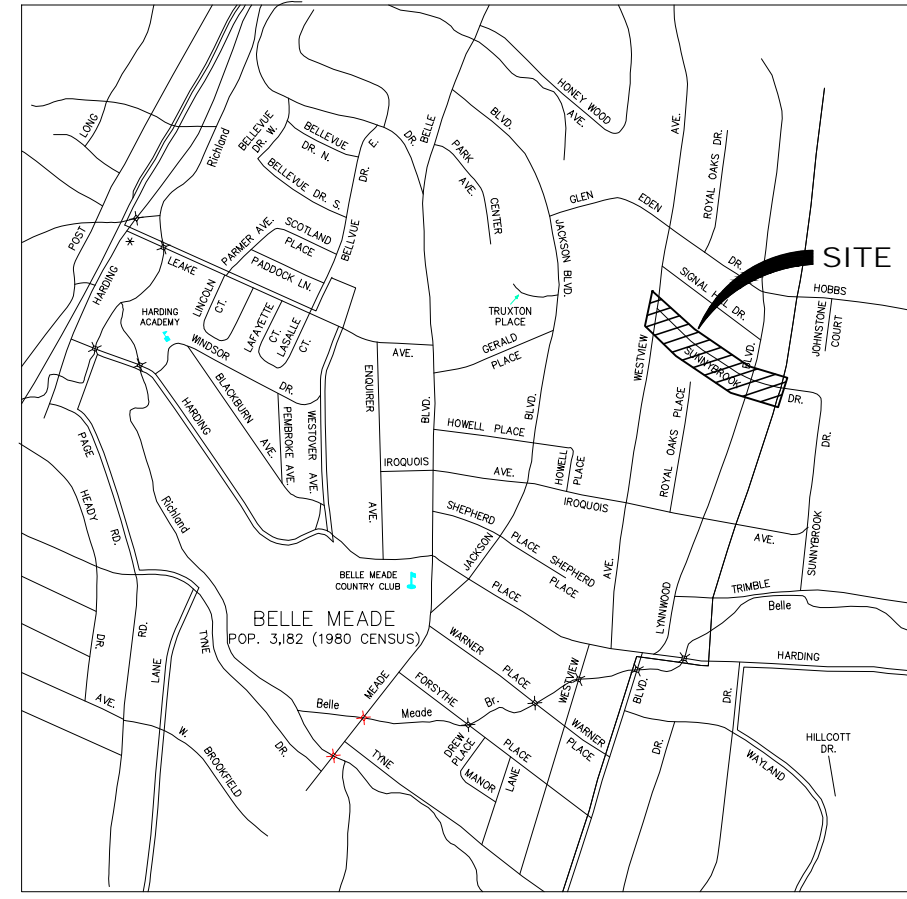 LONG
Richland
BELLEVUE
DR. W.
BELLEVUE
DR. N.
BELLEVUE DR. S.
DR. E.
BELLVUE
DR.
BELLE
BLVD.
HONEY WOOD
AVE.
PARK
AVE.
CENTER
AVE.
ROYAL OAKS DR.
GLEN
EDEN
DR.
JACKSON BLVD.
SITE
SIGNAL HILL DR.
HOBBS
JOHNSTONE
COURT
POST
HARDING
LEAKE
PARMER AVE.
SCOTLAND
PLACE
PADDOCK LN.
LINCOLN
CT.
LAFAYETTE
CT.
LASALLE
CT.
HARDING
ACADEMY
WINDSOR
DR.
TRUXTON
PLACE
GERALD
PLACE
WESTVIEW
SUNNYBROOK
BLVD.
DR.
AVE.
ENQUIRER
AVE.
BLVD.
BLVD.
HARDING
BLACKBURN
AVE.
PEMBROKE AVE.
WESTOVER AVE.
HOWELL PLACE
HOWELL
PLACE
ROYAL OAKS PLACE
IROQUOIS
AVE.
IROQUOIS
AVE.
DR.
SUNNYBROOK
PAGE
RD.
HEADY
DR.
Richland
SHEPHERD
PLACE
SHEPHERD
PLACE
JACKSON
PLACE
AVE.
LYNNWOOD
TRIMBLE
Belle
BELLE MEADE
COUNTRY CLUB
BELLE MEADE
POP. 3,182 (1980 CENSUS)
WARNER
PLACE
WARNER
PLACE
WESTVIEW
HARDING
BLVD.
DR.
DR.
RD.
LANE
TYNE
DR.
AVE.
W.
BROOKFIELD
Belle
MEADE
Meade
Br.
FORSYTHE
PLACE
DREW
PLACE
MANOR
LANE
TYNE
WAYLAND
HILLCOTT
DR.